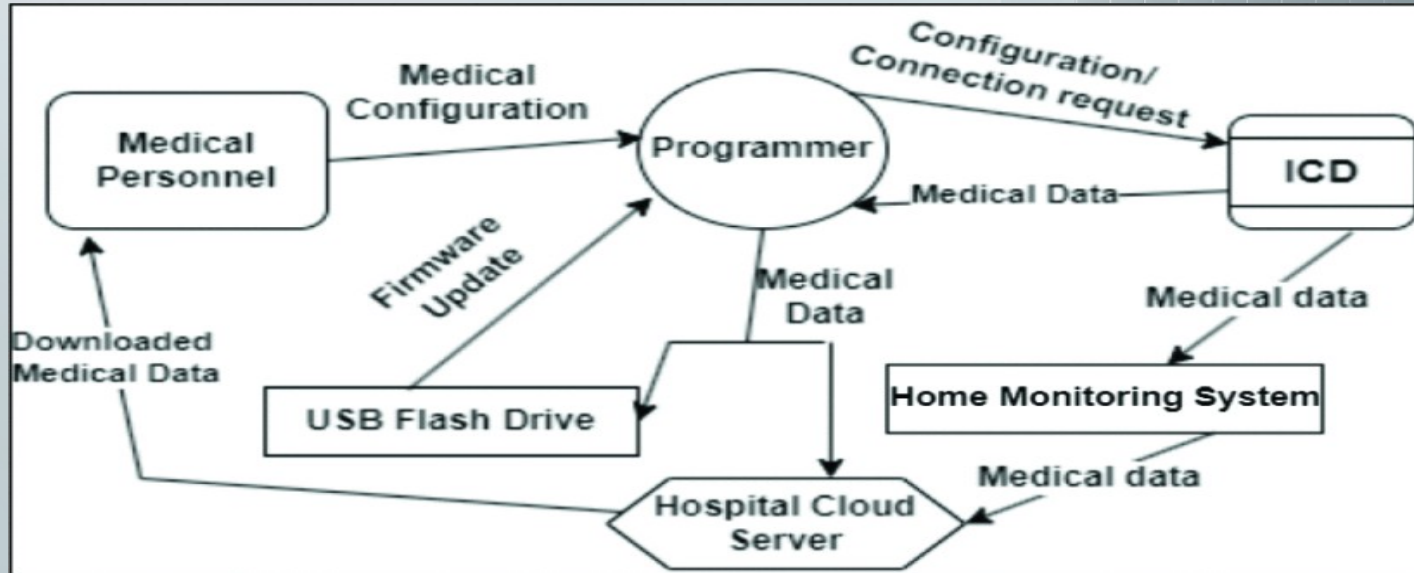 Medical
Personnel
Medical
Configuration
Programmer
Configuration/
Connection request
ICD
Medical Data
Firmware
Update
Medical
Data
Medical data
Downloaded
Medical Data
USB Flash Drive
Home Monitoring System
Medical data
Hospital Cloud
Server